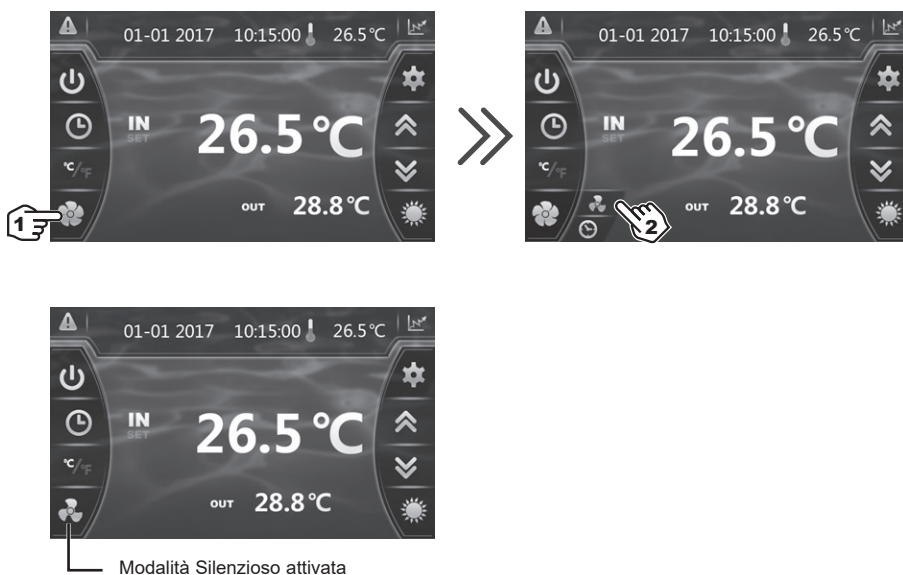 01-01 2017 10:15:00 26.5°C
IN
SET
26.5°C
°C/°F
OUT 28.8°C
1
01-01 2017 10:15:00 26.5°C
IN
SET
26.5°C
°C/°F
OUT 28.8°C
2
01-01 2017 10:15:00 26.5°C
IN
SET
26.5°C
°C/°F
OUT 28.8°C
Modalità Silenzioso attivata